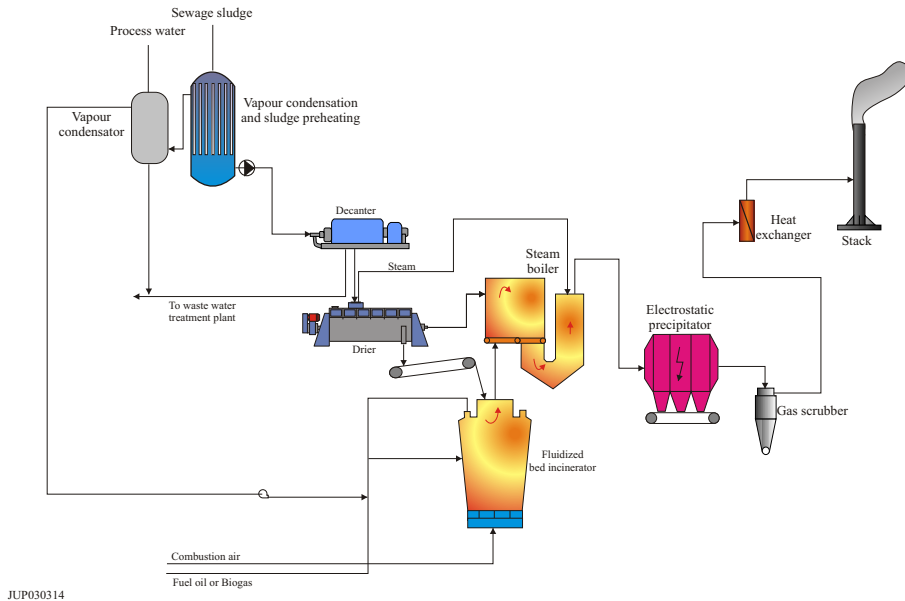 Sewage sludge
Process water
Vapour
condensator
Vapour condensation
and sludge preheating
Decanter
Steam
Steam
boiler
Heat
exchanger
Stack
To waste water
treatment plant
Drier
Electrostatic
precipitator
Gas scrubber
Fluidized
bed incinerator
Combustion air
Fuel oil or Biogas
JUP030314